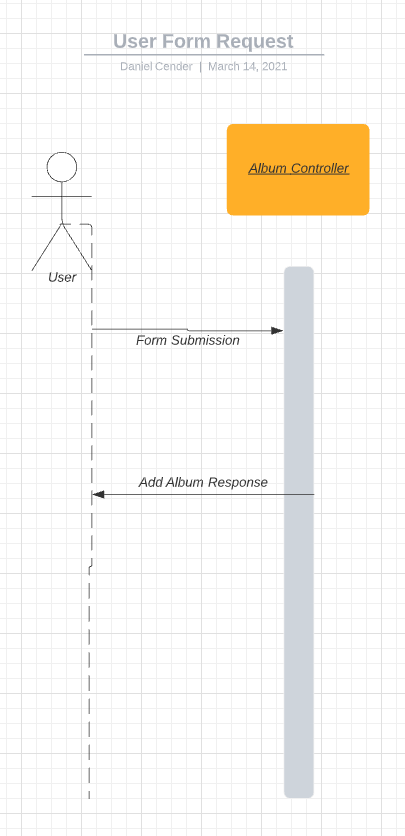 User Form Request
Daniel Cender | March 14, 2021
Album Controller
User
Form Submission
Add Album Response